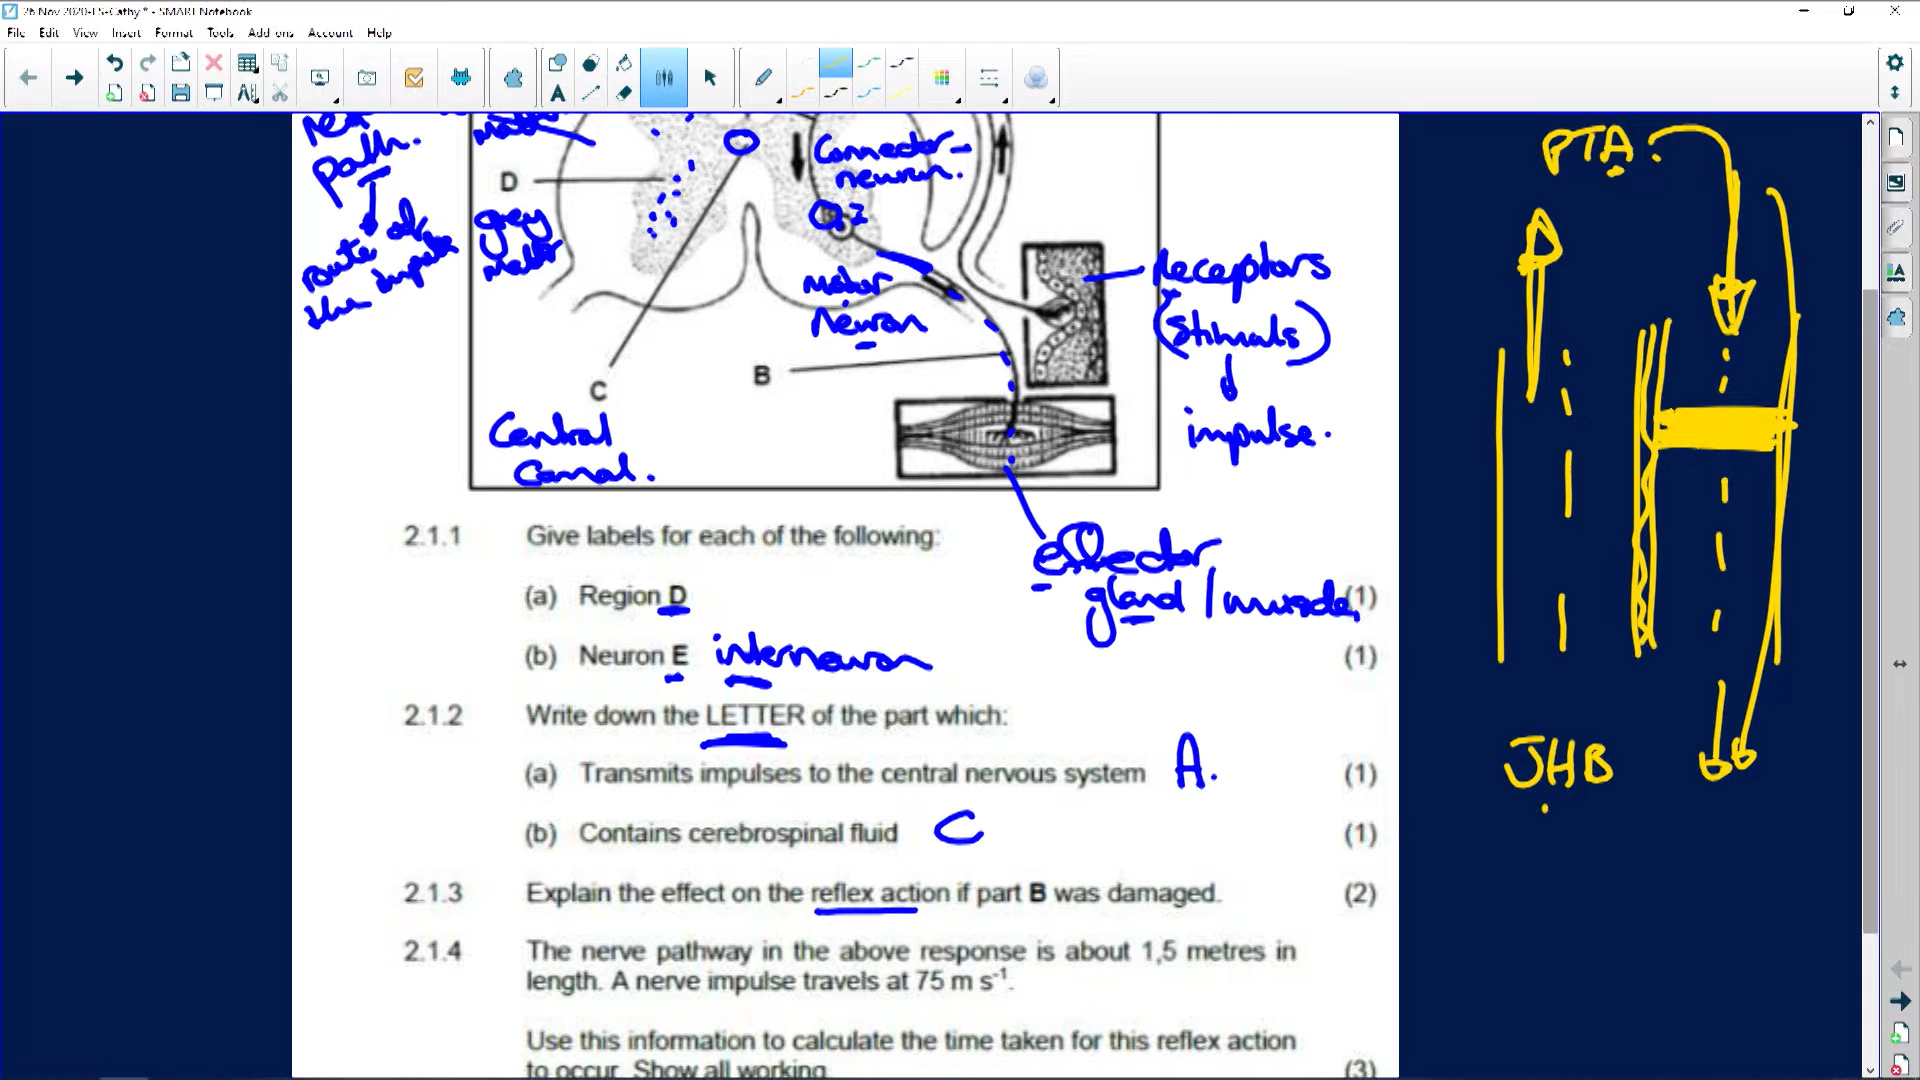 26 Nov 2020+LS+Cathy * - SMART Notebook
File Edit View Insert Format Tools Add-ons Account Help
path.
Connector
neuron.
D
grey
matter
route of
the impulse
PTA
Receptors
(Stimuls)
impulse.
Motor
Neuron
B
C
Central
Canal.
effector
gland / muscle
2.1.1 Give labels for each of the following:
(a) Region D (1)
(b) Neuron E interneuron (1)
2.1.2 Write down the LETTER of the part which:
(a) Transmits impulses to the central nervous system A. (1)
(b) Contains cerebrospinal fluid C (1)
2.1.3 Explain the effect on the reflex action if part B was damaged. (2)
2.1.4 The nerve pathway in the above response is about 1,5 metres in
length. A nerve impulse travels at 75 m s-1.
Use this information to calculate the time taken for this reflex action
to occur. Show all working. (3)
JHB